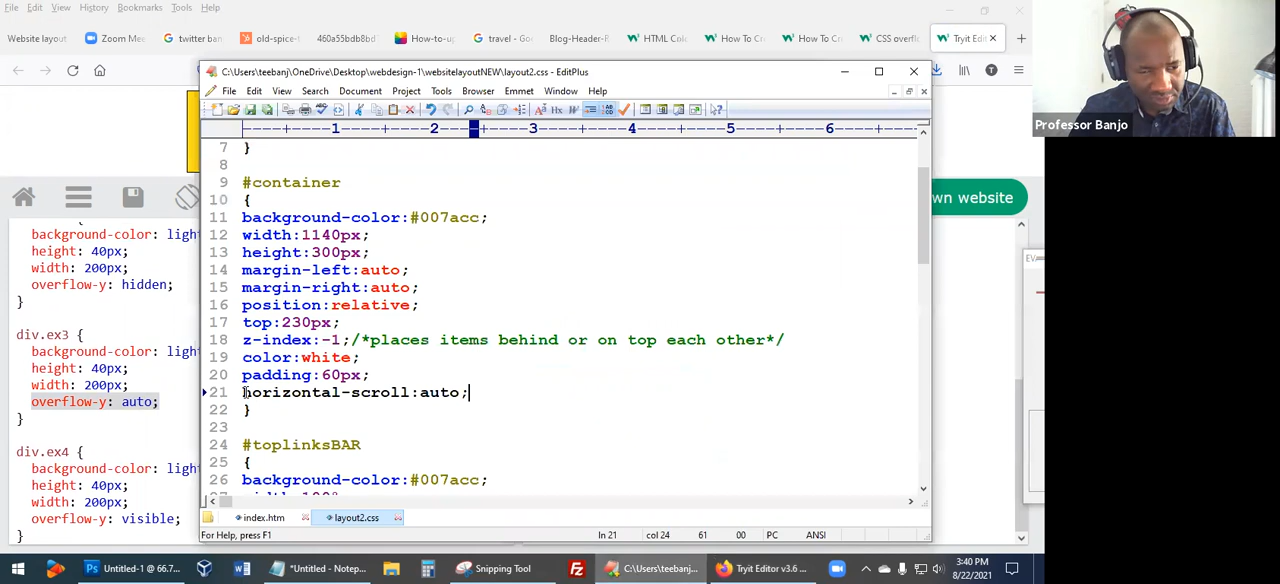 File Edit View History Bookmarks Tools Help
Website layout Zoom Mee twitter ban old-spice-s 460a55db8bd How-to-u travel - Go Blog-Header-R HTML Col How To Cr How To Cr CSS overfl Tryit Edi
C:\Users\teebanj\OneDrive\Desktop\webdesign-1\websitelayoutNEW\layout2.css - EditPlus
File Edit View Search Document Project Tools Browser Emmet Window Help
1 2 3 4 5 6
Professor Banjo
wn website
7 }
8
9 #container
10 {
11 background-color:#007acc;
12 width:1140px;
13 height:300px;
14 margin-left:auto;
15 margin-right:auto;
16 position:relative;
17 top:230px;
18 z-index:-1;/*places items behind or on top each other*/
19 color:white;
20 padding:60px;
21 horizontal-scroll:auto;
22 }
23
24 #toplinksBAR
25 {
26 background-color:#007acc;
background-color: ligh
height: 40px;
width: 200px;
overflow-y: hidden;
}
div.ex3 {
background-color: ligh
height: 40px;
width: 200px;
overflow-y: auto;
}
div.ex4 {
background-color: ligh
height: 40px;
width: 200px;
overflow-y: visible;
}
index.htm layout2.css
For Help, press F1 ln 21 col 24 61 00 PC ANSI
Untitled-1 @ 66.7... *Untitled - Notep... Snipping Tool C:\Users\teebanj... Tryit Editor v3.6 ... 3:40 PM
8/22/2021